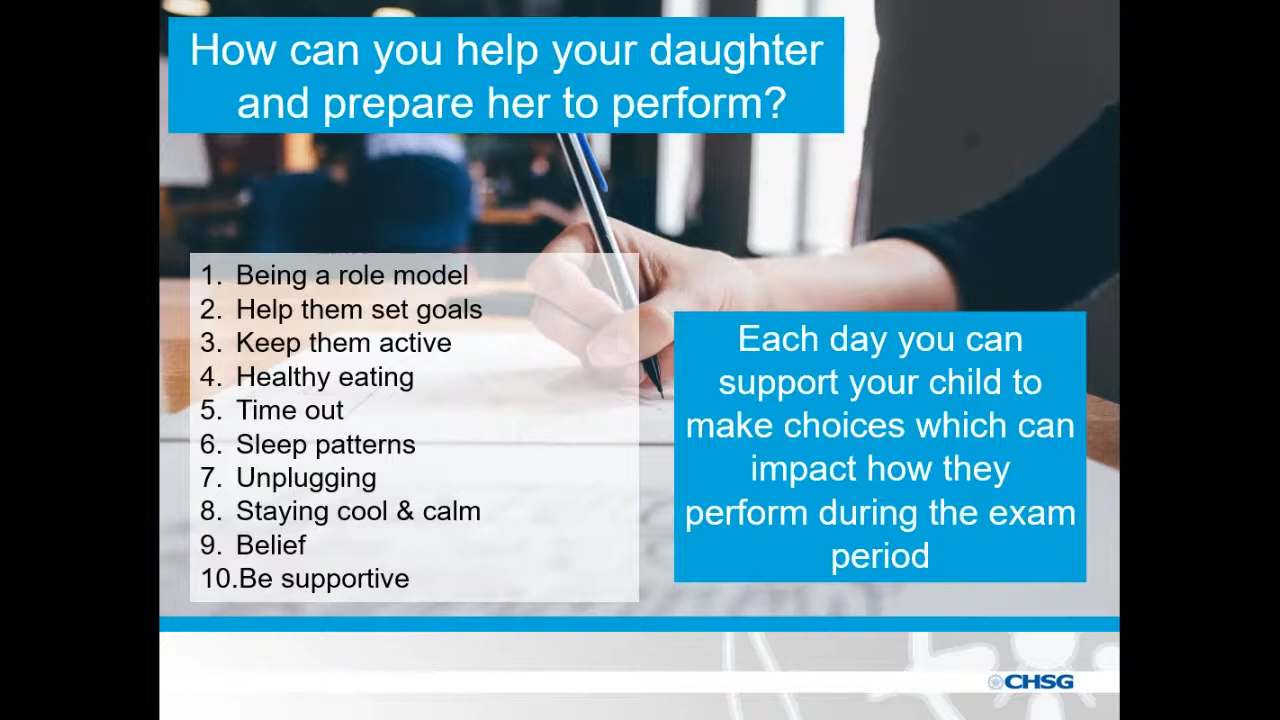 How can you help your daughter
and prepare her to perform?
1. Being a role model
2. Help them set goals
3. Keep them active
4. Healthy eating
5. Time out
6. Sleep patterns
7. Unplugging
8. Staying cool & calm
9. Belief
10.Be supportive
Each day you can
support your child to
make choices which can
impact how they
perform during the exam
period
CHSG